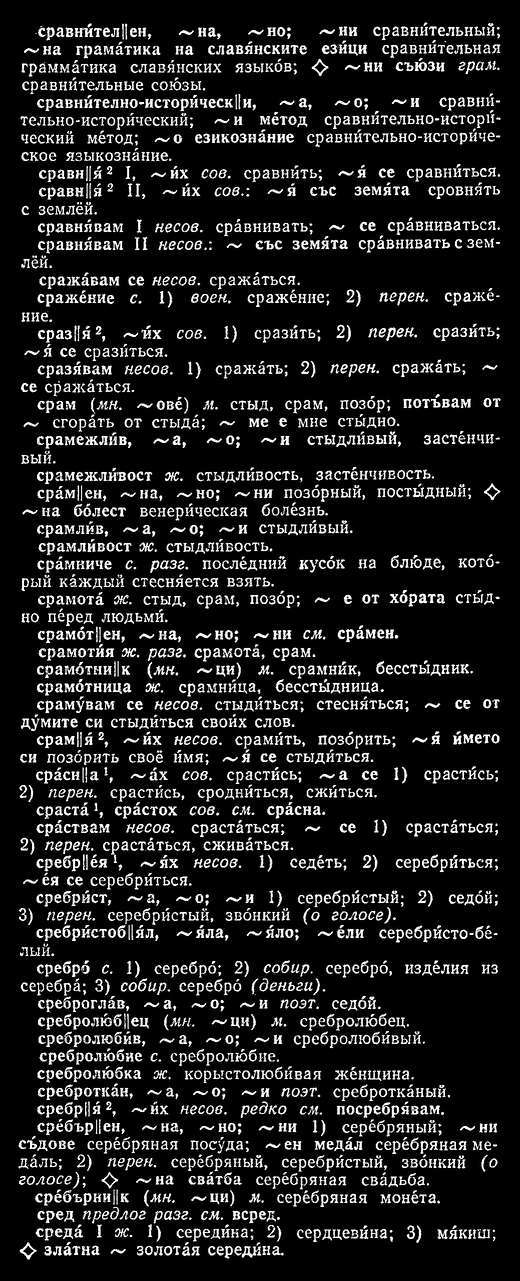 сравни́тел||ен, ~на, ~но; ~ни сравни́тельный;
~на грама́тика на славя́нските ези́ци сравни́тельная
грамма́тика славя́нских языко́в; ◇ ~ни съю́зи грам.
сравни́тельные сою́зы.
сравни́телно-истори́ческ||и, ~а, ~о; ~и сравни́-
тельно-истори́ческий; ~и ме́тод сравни́тельно-истори́-
ческий ме́тод; ~о езикозна́ние сравни́тельно-истори́че-
ское языкозна́ние.
сравн||я́² I, ~и́х сов. сравни́ть; ~я́ се сравни́ться.
сравн||я́² II, ~и́х сов.: ~я́ със земя́та сровня́ть
с землёй.
сравня́вам I несов. сра́внивать; ~ се сра́вниваться.
сравня́вам II несов.: ~ със земя́та сра́внивать с зем-
лёй.
сража́вам се несов. сража́ться.
сраже́ние с. 1) воен. сраже́ние; 2) перен. сраже́-
ние.
сраз||я́², ~и́х сов. 1) срази́ть; 2) перен. срази́ть;
~я́ се срази́ться.
сразя́вам несов. 1) сража́ть; 2) перен. сража́ть; ~
се сража́ться.
срам (мн. ~ове́) м. стыд, срам, позо́р; потъ́вам от
~ сгора́ть от стыда́; ~ ме е мне сты́дно.
срамежли́в, ~а, ~о; ~и стыдли́вый, засте́нчи-
вый.
срамежли́вост ж. стыдли́вость, засте́нчивость.
сра́м||ен, ~на, ~но; ~ни позо́рный, посты́дный; ◇
~на бо́лест венери́ческая боле́знь.
срамли́в, ~а, ~о; ~и стыдли́вый.
срамли́вост ж. стыдли́вость.
сра́мниче с. разг. после́дний кусо́к на блю́де, кото́-
рый ка́ждый стесня́ется взять.
срамота́ ж. стыд, срам, позо́р; ~ е от хо́рата сты́д-
но пе́ред людьми́.
срамо́т||ен, ~на, ~но; ~ни см. сра́мен.
срамоти́я ж. разг. срамота́, срам.
срамо́тни||к (мн. ~ци) м. срамни́к, бессты́дник.
срамо́тница ж. срамни́ца, бессты́дница.
сраму́вам се несов. стыди́ться; стесня́ться; ~ се от
ду́мите си стыди́ться свои́х слов.
срам||я́², ~и́х несов. срами́ть, позо́рить; ~я́ и́мето
си позо́рить своё и́мя; ~я́ се стыди́ться.
сра́сн||а¹, ~ах сов. срасти́сь; ~а се 1) срасти́сь;
2) перен. срасти́сь, сродни́ться, сжи́ться.
сраста́¹, сра́стох сов. см. сра́сна.
сра́ствам несов. сраста́ться; ~ се 1) сраста́ться;
2) перен. сраста́ться, сжива́ться.
сребр||е́я¹, ~я́х несов. 1) седе́ть; 2) серебри́ться;
~е́я се серебри́ться.
сребри́ст, ~а, ~о; ~и 1) серебри́стый; 2) седо́й;
3) перен. серебри́стый, зво́нкий (о голосе).
сребри́стоб||я́л, ~я́ла, ~я́ло; ~е́ли серебри́сто-бе́-
лый.
сребро́ с. 1) серебро́; 2) собир. серебро́, изде́лия из
серебра́; 3) собир. серебро́ (деньги).
среброгла́в, ~а, ~о; ~и поэт. седо́й.
сребролю́б||ец (мн. ~ци) м. сребролю́бец.
сребролюби́в, ~а, ~о; ~и сребролюби́вый.
сребролю́бие с. сребролю́бие.
сребролю́бка ж. корыстолюби́вая же́нщина.
сребротка́н, ~а, ~о; ~и поэт. сребротка́ный.
сребр||я́², ~и́х несов. редко см. посребря́вам.
сре́бър||ен, ~на, ~но; ~ни 1) сере́бряный; ~ни
съ́дове сере́бряная посу́да; ~ен меда́л сере́бряная ме-
да́ль; 2) перен. сере́бряный, серебри́стый, зво́нкий (о
голосе); ◇ ~на сва́тба сере́бряная сва́дьба.
сре́бърни||к (мн. ~ци) м. сере́бряная моне́та.
сред предлог разг. см. всред.
среда́ I ж. 1) середи́на; 2) сердцеви́на; 3) мя́киш;
◇ зла́тна ~ золота́я середи́на.